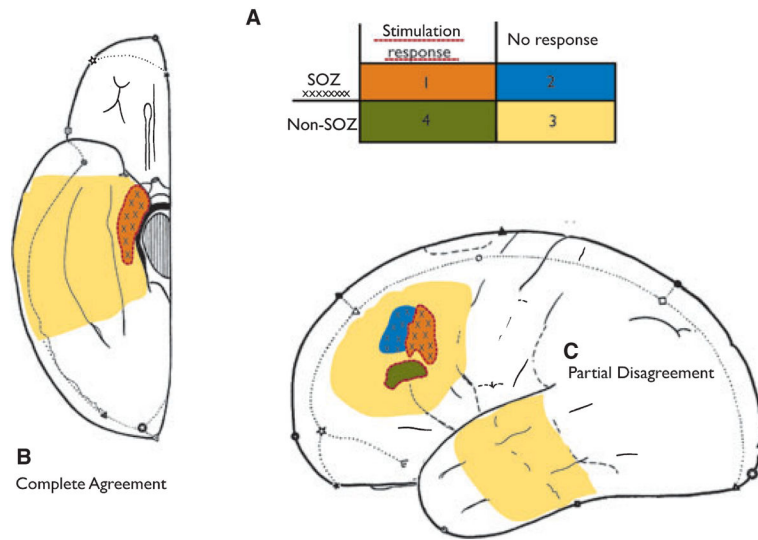 A
Stimulation
response
No response
SOZ
xxxxxxxx
1
2
Non-SOZ
4
3
C
Partial Disagreement
B
Complete Agreement